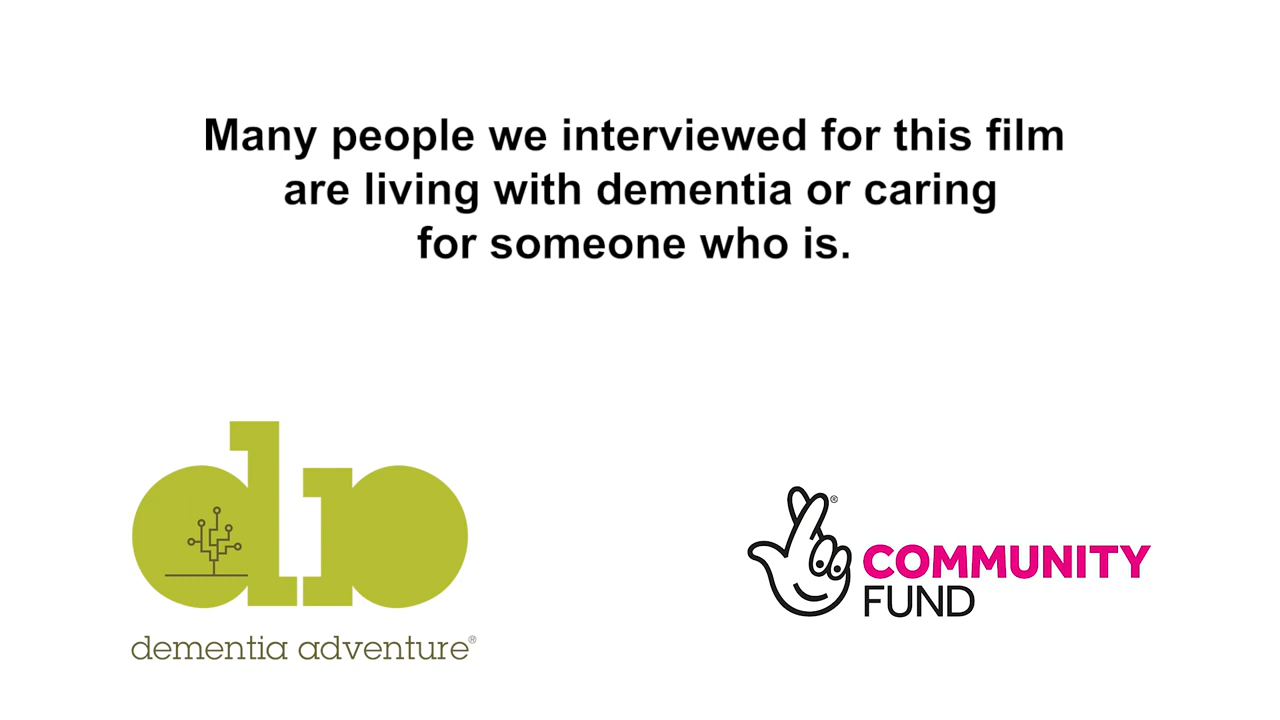 Many people we interviewed for this film
are living with dementia or caring
for someone who is.
dementia adventure®
®
COMMUNITY
FUND